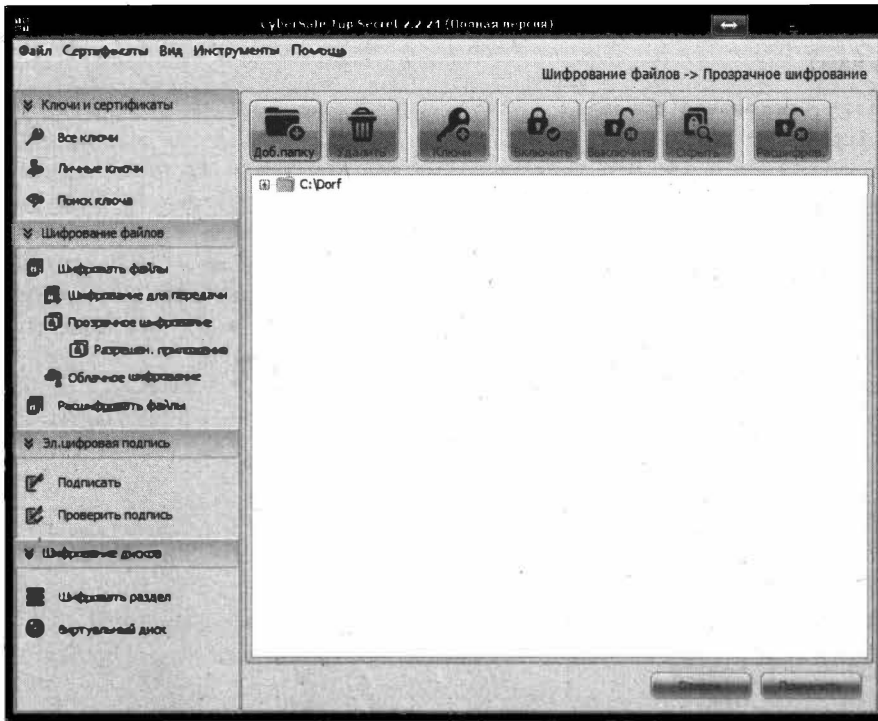 CyberSafe Top Secret 2.2.21 (Полная версия)
Файл Сертификаты Вид Инструменты Помощь
Шифрование файлов -> Прозрачное шифрование
Ключи и сертификаты
Все ключи
Личные ключи
Поиск ключа
Шифрование файлов
Шифровать файлы
Шифрование для передачи
Прозрачное шифрование
Разрешен. приложения
Облачное шифрование
Расшифровать файлы
Эл.цифровая подпись
Подписать
Проверить подпись
Шифрование дисков
Шифровать раздел
Виртуальный диск
Доб.папку
Удалить
Ключи
Включить
Выключить
Скрыть
Расшифров.
C:\Dorf
Отмена
Применить